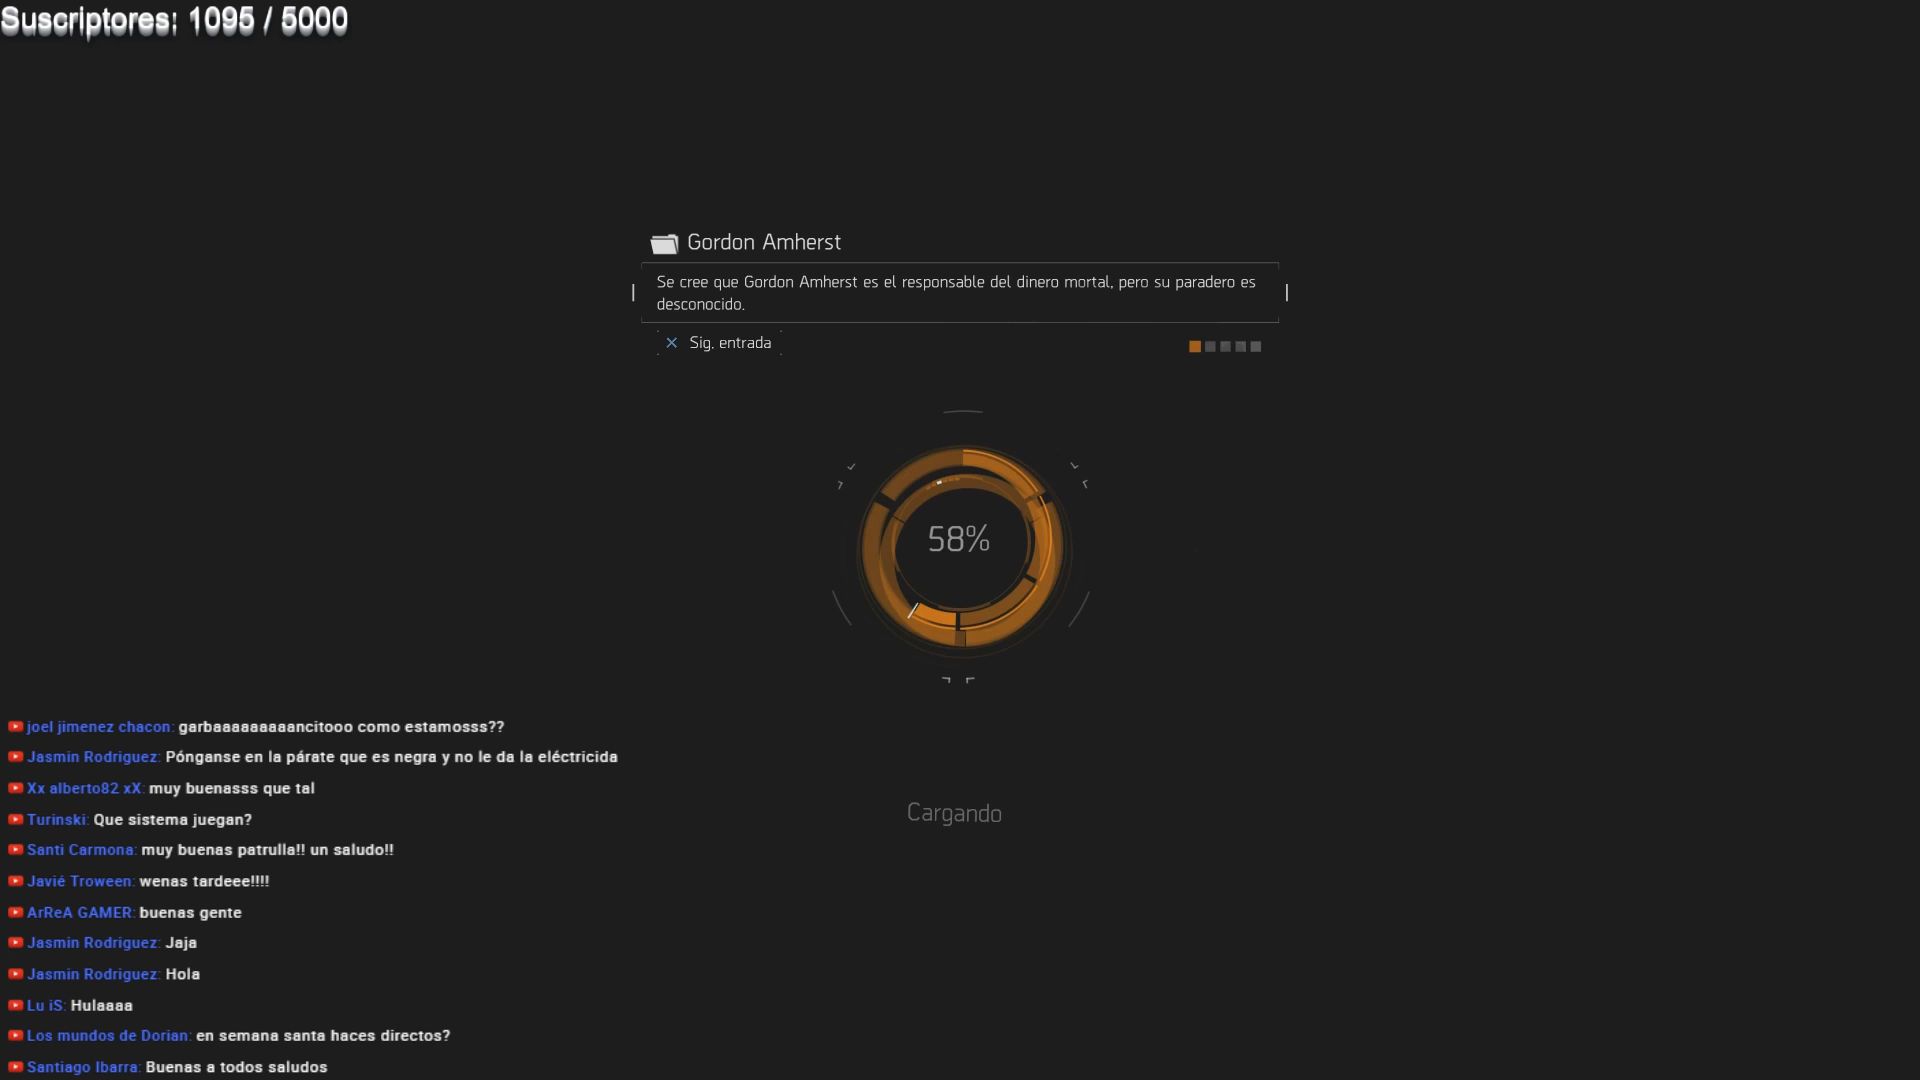 Suscriptores: 1095 / 5000
Gordon Amherst
Se cree que Gordon Amherst es el responsable del dinero mortal, pero su paradero es
desconocido.
Sig. entrada
58%
Cargando
joel jimenez chacon: garbaaaaaaaaancitooo como estamosss??
Jasmin Rodriguez: Pónganse en la párate que es negra y no le da la eléctricida
Xx alberto82 xX: muy buenasss que tal
Turinski: Que sistema juegan?
Santi Carmona: muy buenas patrulla!! un saludo!!
Javié Troween: wenas tardeee!!!!
ArReA GAMER: buenas gente
Jasmin Rodriguez: Jaja
Jasmin Rodriguez: Hola
Lu iS: Hulaaaa
Los mundos de Dorian: en semana santa haces directos?
Santiago Ibarra: Buenas a todos saludos